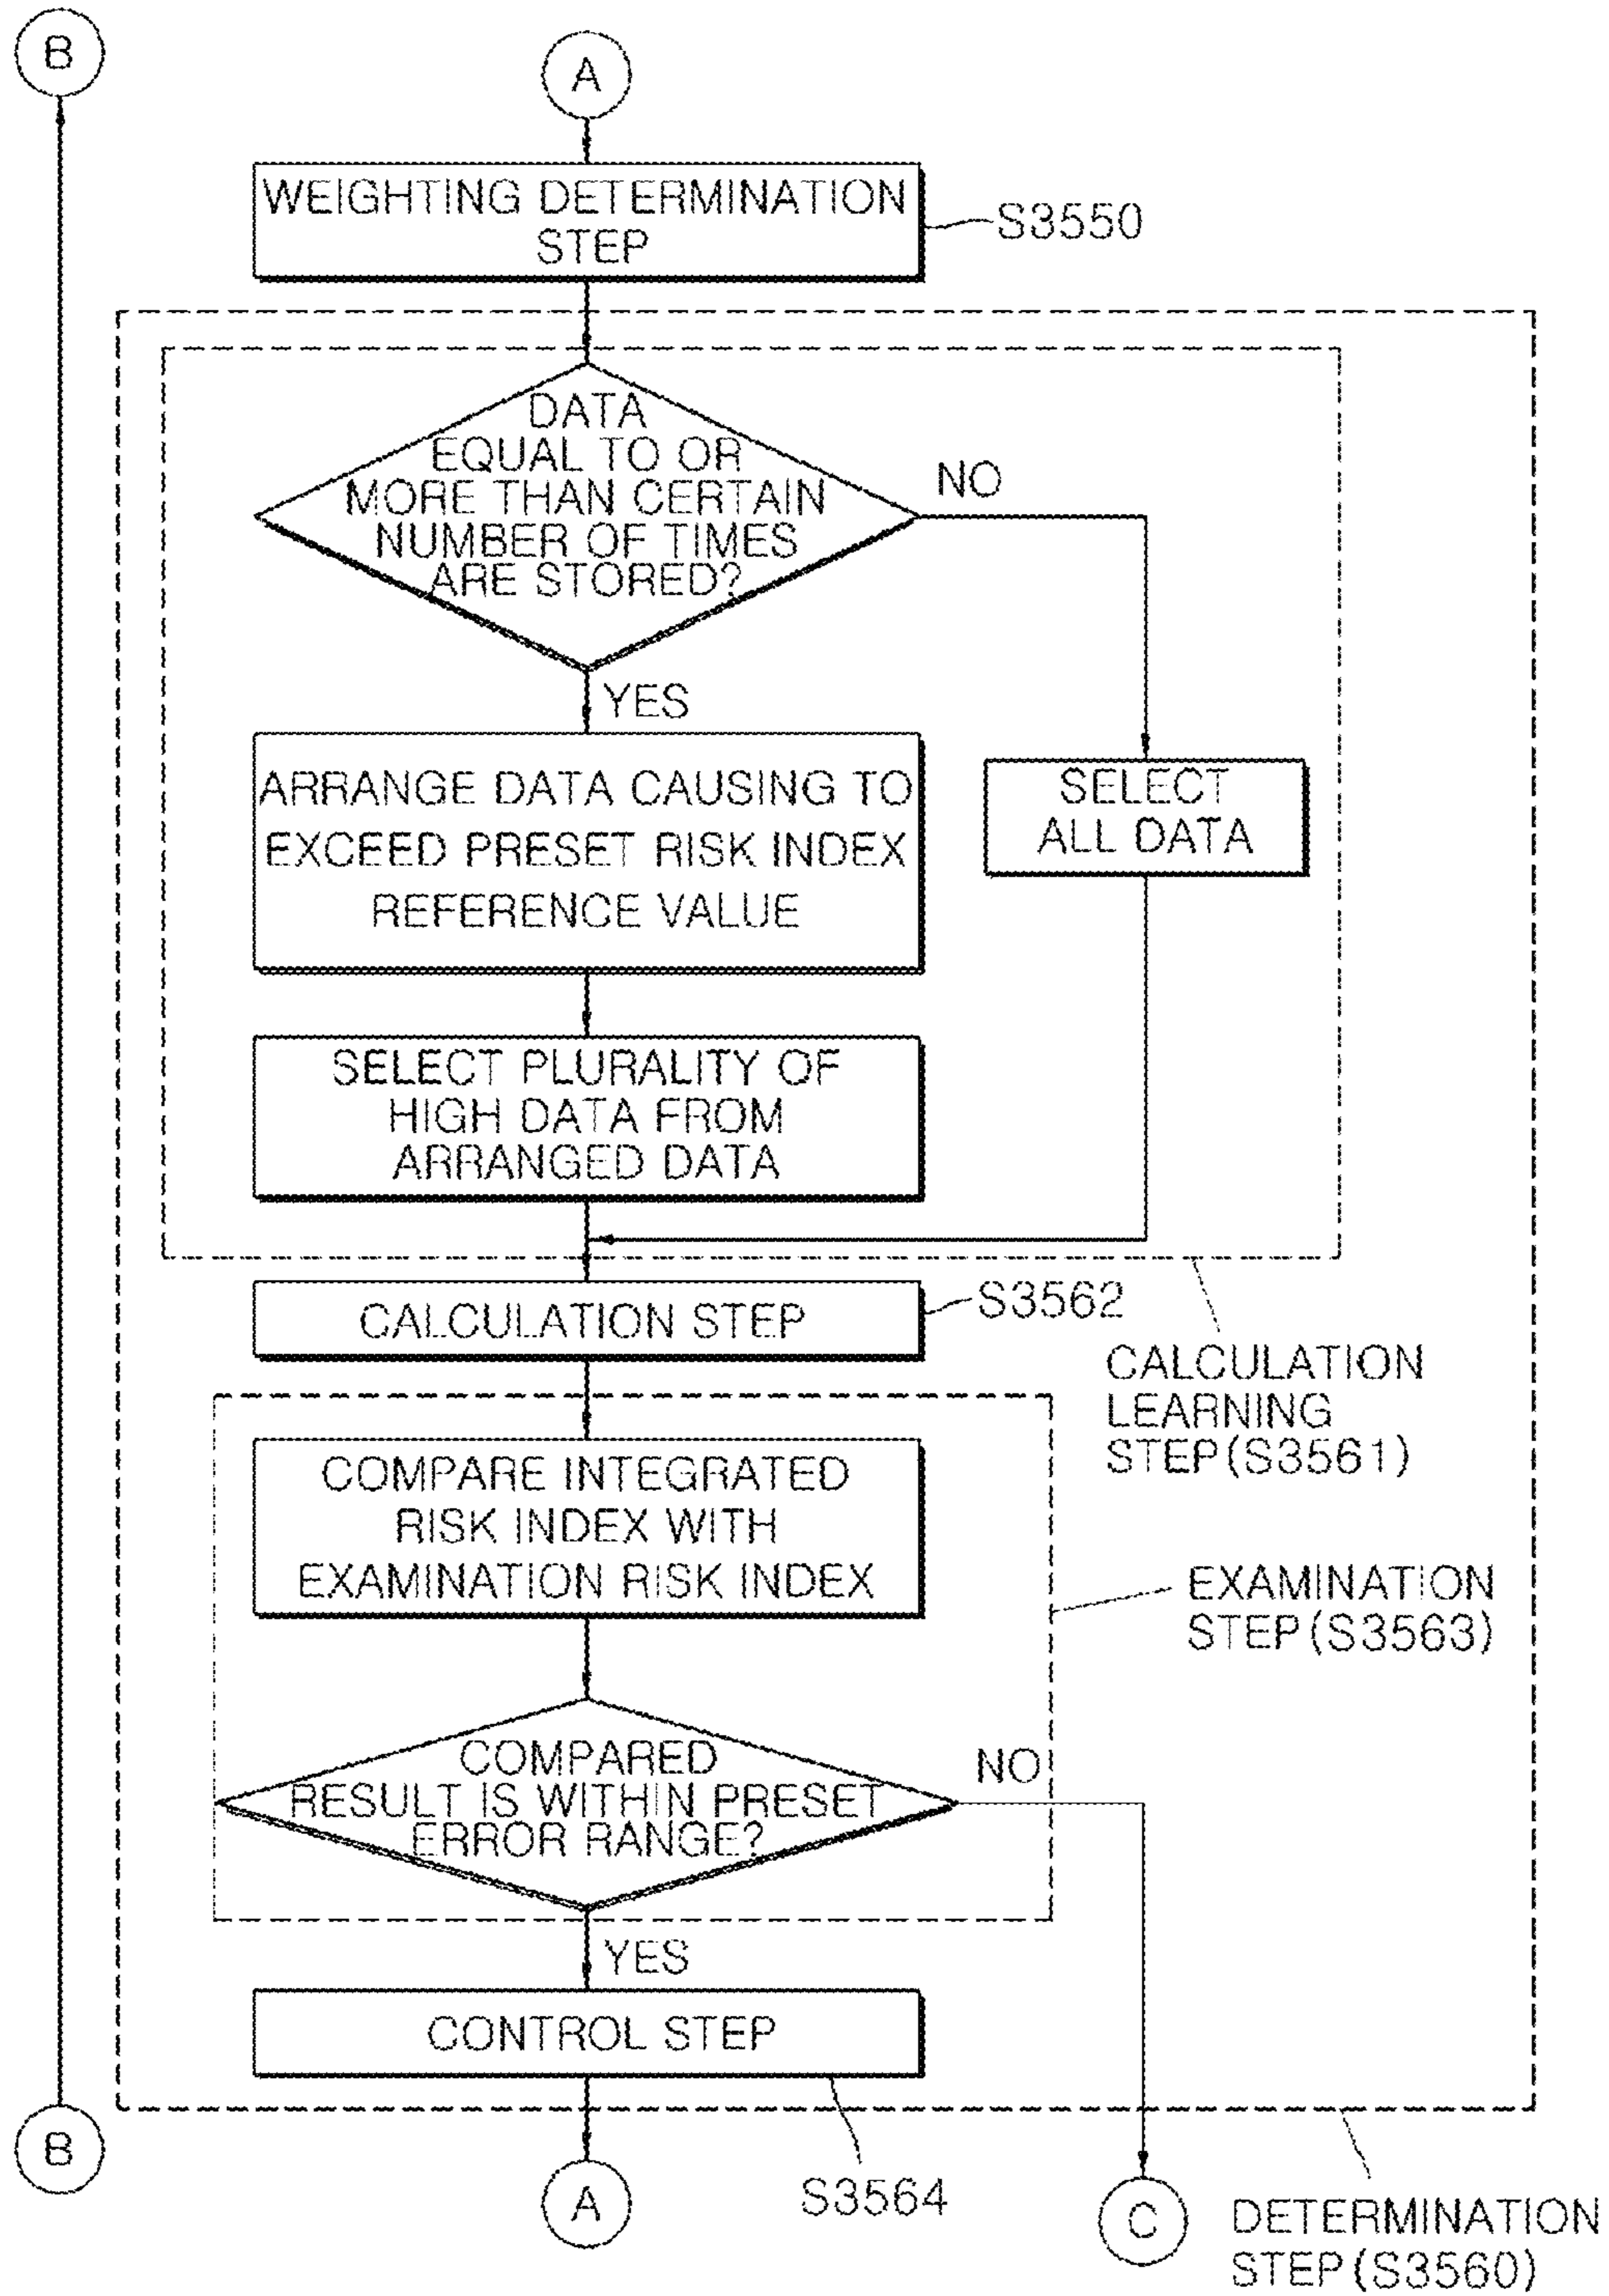 B
A
WEIGHTING DETERMINATION
STEP
S3550
DATA
EQUAL TO OR
MORE THAN CERTAIN
NUMBER OF TIMES
ARE STORED?
NO
YES
ARRANGE DATA CAUSING TO
EXCEED PRESET RISK INDEX
REFERENCE VALUE
SELECT
ALL DATA
SELECT PLURALITY OF
HIGH DATA FROM
ARRANGED DATA
CALCULATION STEP
S3562
CALCULATION
LEARNING
STEP(S3561)
COMPARE INTEGRATED
RISK INDEX WITH
EXAMINATION RISK INDEX
EXAMINATION
STEP(S3563)
COMPARED
RESULT IS WITHIN PRESET
ERROR RANGE?
NO
YES
CONTROL STEP
B
A
S3564
C
DETERMINATION
STEP(S3560)